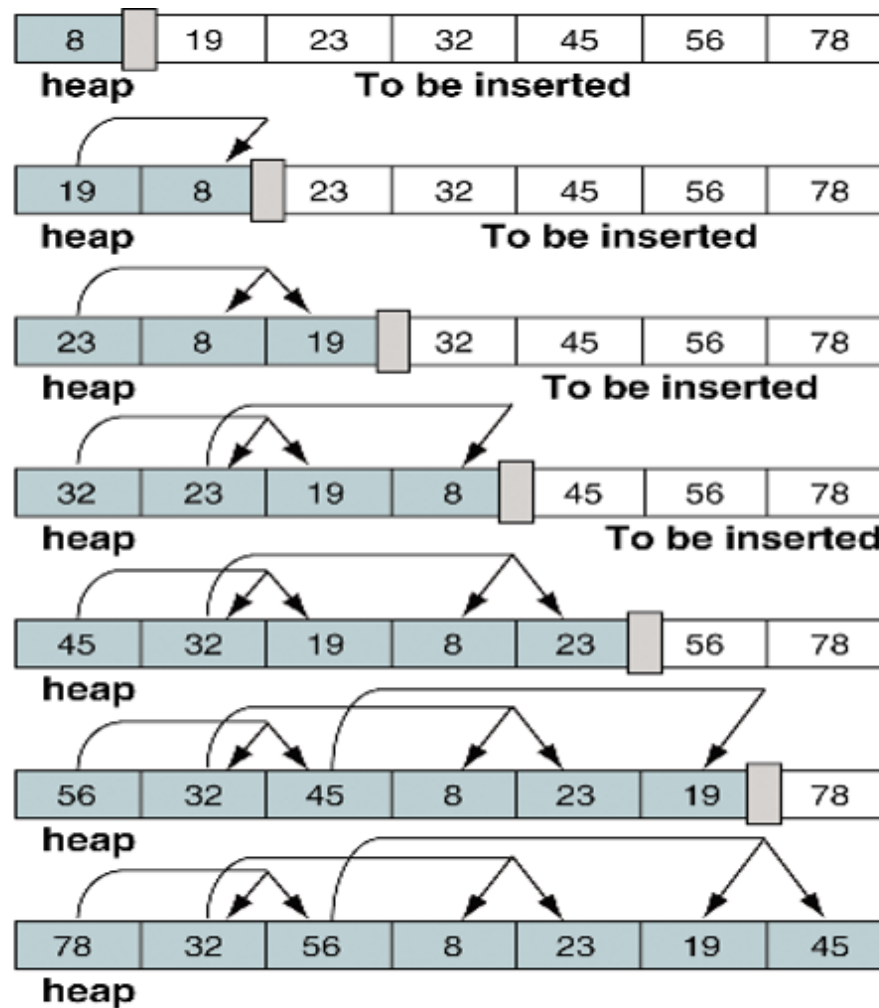 8 19 23 32 45 56 78
heap To be inserted
19 8 23 32 45 56 78
heap To be inserted
23 8 19 32 45 56 78
heap To be inserted
32 23 19 8 45 56 78
heap To be inserted
45 32 19 8 23 56 78
heap
56 32 45 8 23 19 78
heap
78 32 56 8 23 19 45
heap